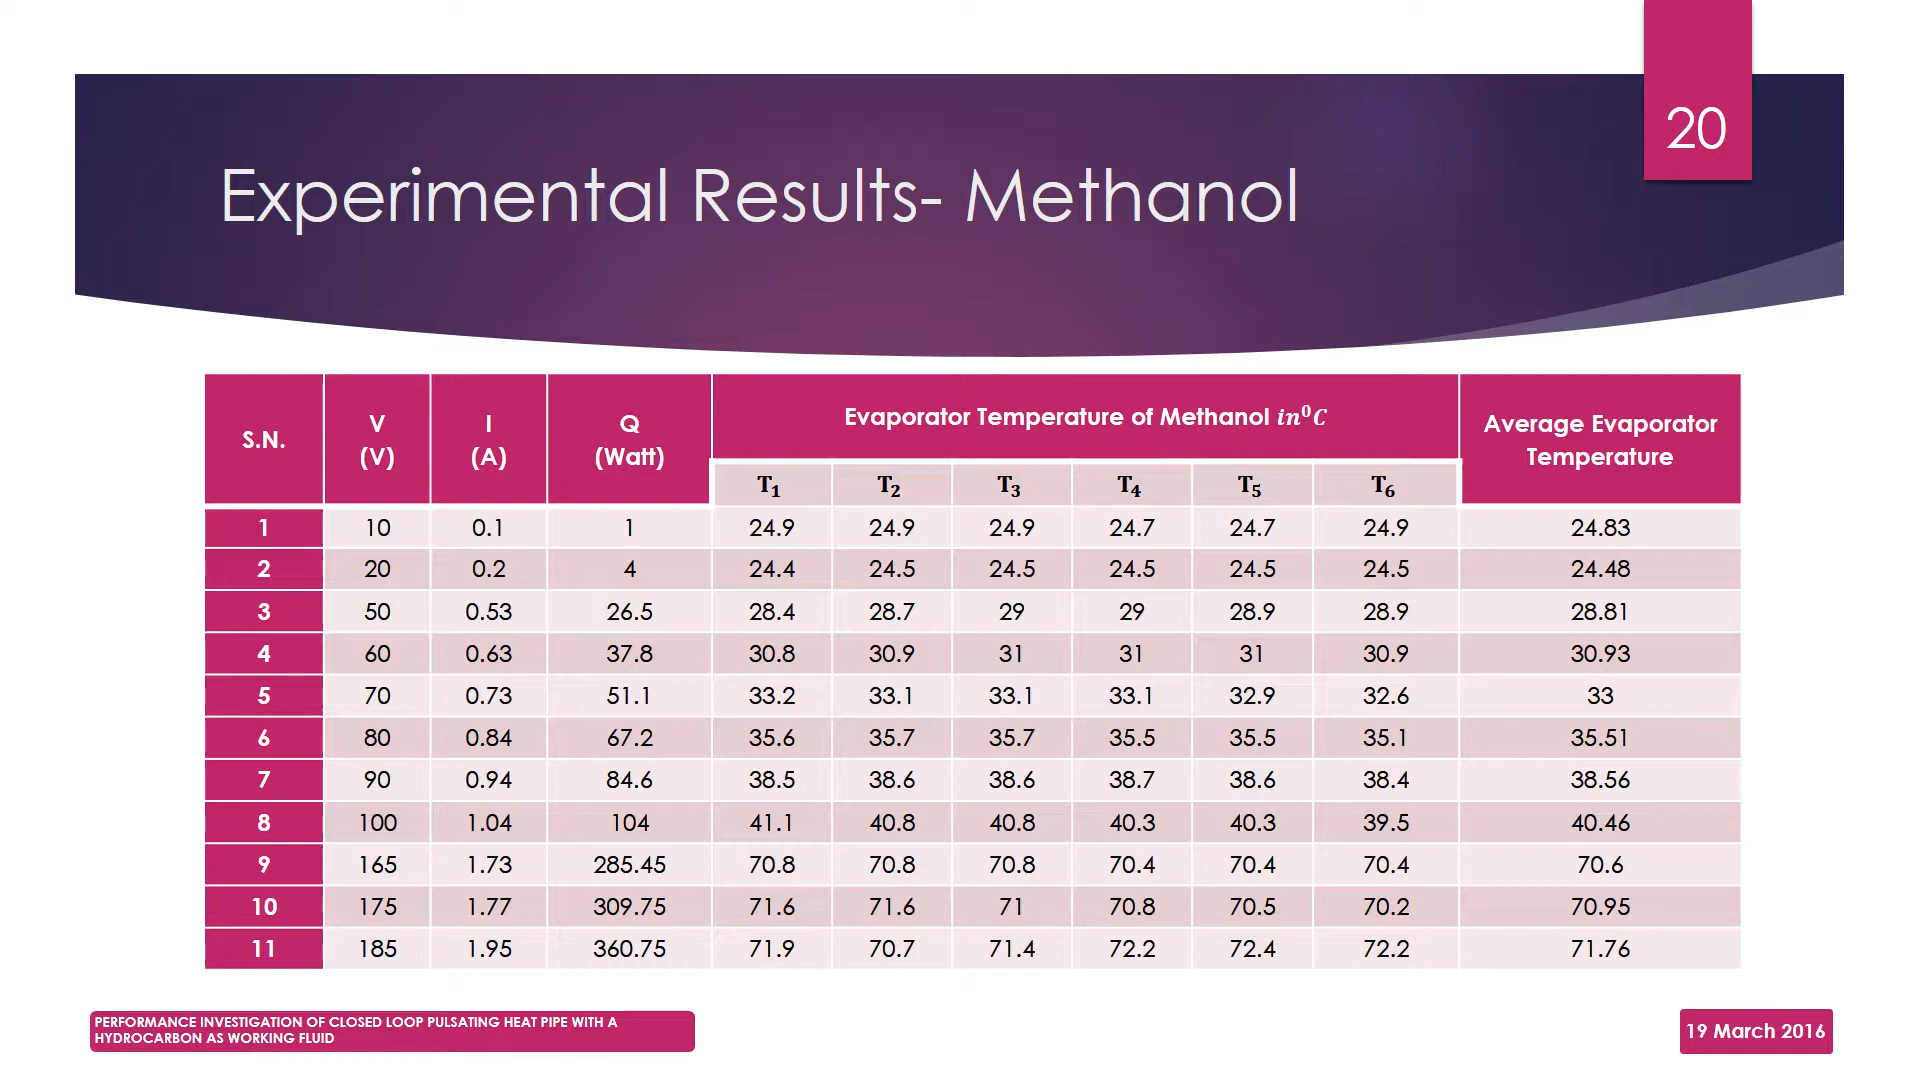 20
Experimental Results- Methanol
S.N. V (V) I (A) Q (Watt) Evaporator Temperature of Methanol in⁰C Average Evaporator Temperature
T₁ T₂ T₃ T₄ T₅ T₆
1 10 0.1 1 24.9 24.9 24.9 24.7 24.7 24.9 24.83
2 20 0.2 4 24.4 24.5 24.5 24.5 24.5 24.5 24.48
3 50 0.53 26.5 28.4 28.7 29 29 28.9 28.9 28.81
4 60 0.63 37.8 30.8 30.9 31 31 31 30.9 30.93
5 70 0.73 51.1 33.2 33.1 33.1 33.1 32.9 32.6 33
6 80 0.84 67.2 35.6 35.7 35.7 35.5 35.5 35.1 35.51
7 90 0.94 84.6 38.5 38.6 38.6 38.7 38.6 38.4 38.56
8 100 1.04 104 41.1 40.8 40.8 40.3 40.3 39.5 40.46
9 165 1.73 285.45 70.8 70.8 70.8 70.4 70.4 70.4 70.6
10 175 1.77 309.75 71.6 71.6 71 70.8 70.5 70.2 70.95
11 185 1.95 360.75 71.9 70.7 71.4 72.2 72.4 72.2 71.76
PERFORMANCE INVESTIGATION OF CLOSED LOOP PULSATING HEAT PIPE WITH A
HYDROCARBON AS WORKING FLUID
19 March 2016